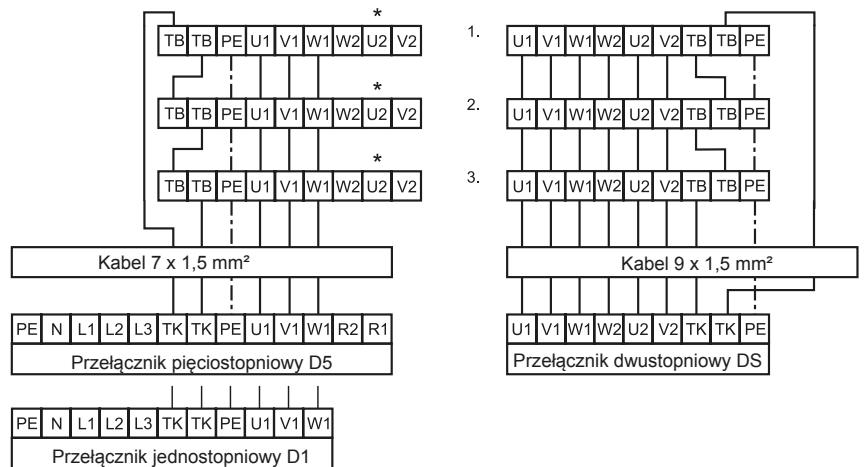 *
TB TB PE U1 V1 W1 W2 U2 V2
*
TB TB PE U1 V1 W1 W2 U2 V2
*
TB TB PE U1 V1 W1 W2 U2 V2
Kabel 7 x 1,5 mm²
PE N L1 L2 L3 TK TK PE U1 V1 W1 R2 R1
Przełącznik pięciostopniowy D5
PE N L1 L2 L3 TK TK PE U1 V1 W1
Przełącznik jednostopniowy D1
1. U1 V1 W1 W2 U2 V2 TB TB PE
2. U1 V1 W1 W2 U2 V2 TB TB PE
3. U1 V1 W1 W2 U2 V2 TB TB PE
Kabel 9 x 1,5 mm²
U1 V1 W1 W2 U2 V2 TK TK PE
Przełącznik dwustopniowy DS